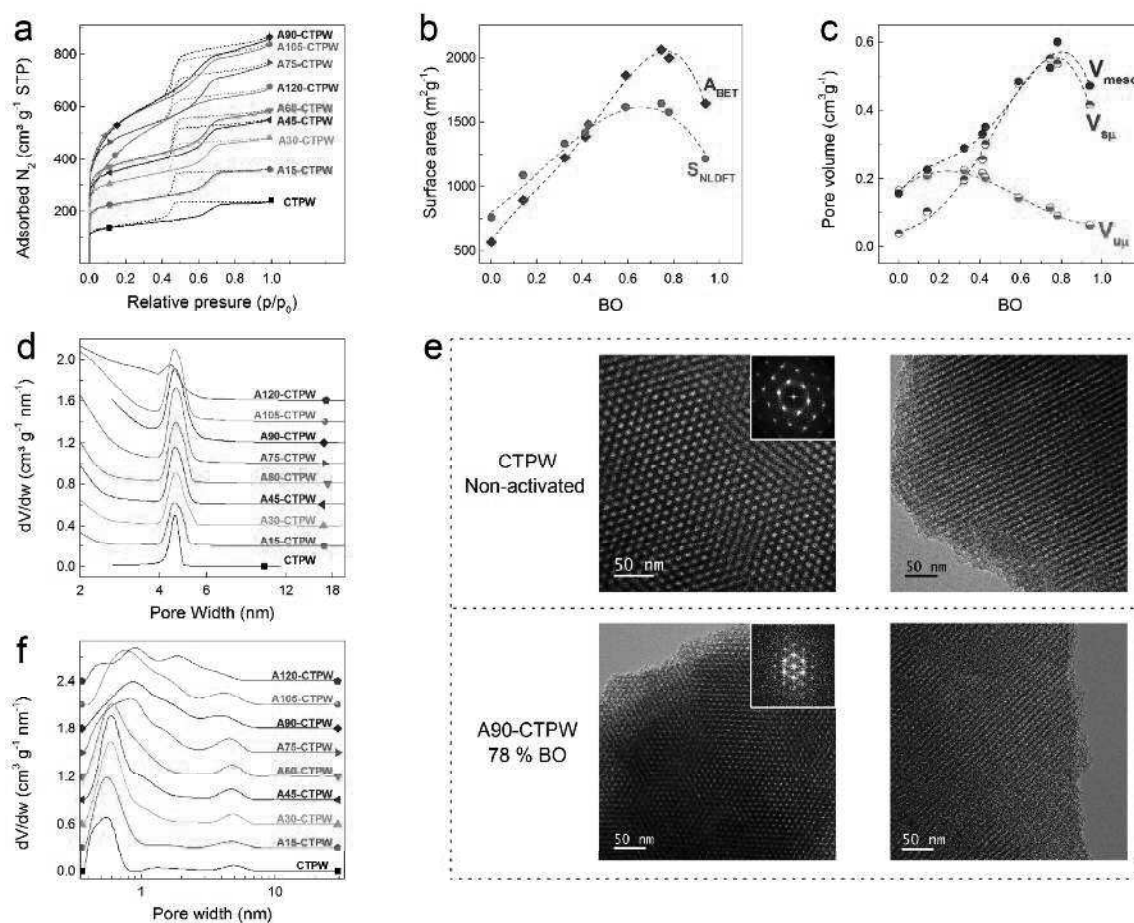 a
Adsorbed N2 (cm³ g-1 STP)
800
600
400
200
A90-CTPW
A105-CTPW
A75-CTPW
A120-CTPW
A60-CTPW
A45-CTPW
A30-CTPW
A15-CTPW
CTPW
0.0 0.2 0.4 0.6 0.8 1.0
Relative presure (p/p0)
b
Surface area (m²g-1)
2000
1500
1000
500
ABET
SNLDFT
0.0 0.2 0.4 0.6 0.8 1.0
BO
c
Pore volume (cm³g-1)
0.6
0.4
0.2
0.0
Vmeso
Vsμ
Vuμ
0.0 0.2 0.4 0.6 0.8 1.0
BO
d
dV/dw (cm³ g-1 nm-1)
2.0
1.6
1.2
0.8
0.4
0.0
A120-CTPW
A105-CTPW
A90-CTPW
A75-CTPW
A60-CTPW
A45-CTPW
A30-CTPW
A15-CTPW
CTPW
2 4 6 12 18
Pore Width (nm)
e
CTPW
Non-activated
50 nm
50 nm
A90-CTPW
78 % BO
50 nm
50 nm
f
dV/dw (cm³ g-1 nm-1)
2.4
1.8
1.2
0.6
0.0
A120-CTPW
A105-CTPW
A90-CTPW
A75-CTPW
A60-CTPW
A45-CTPW
A30-CTPW
A15-CTPW
CTPW
1 10
Pore width (nm)